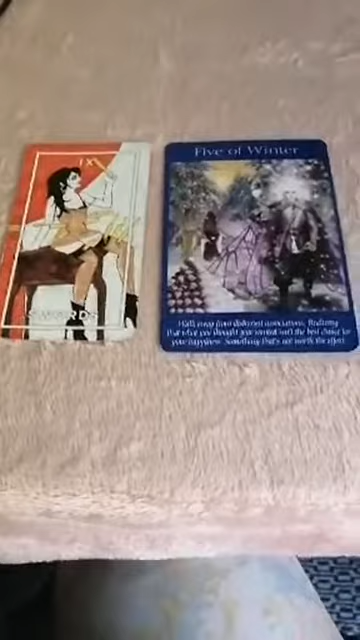 IX
SWORDS
Five of Winter
Walk away from dishonest associations. Realizing
that what you thought you wanted isn't the best choice for
your happiness. Something that's not worth the effort.